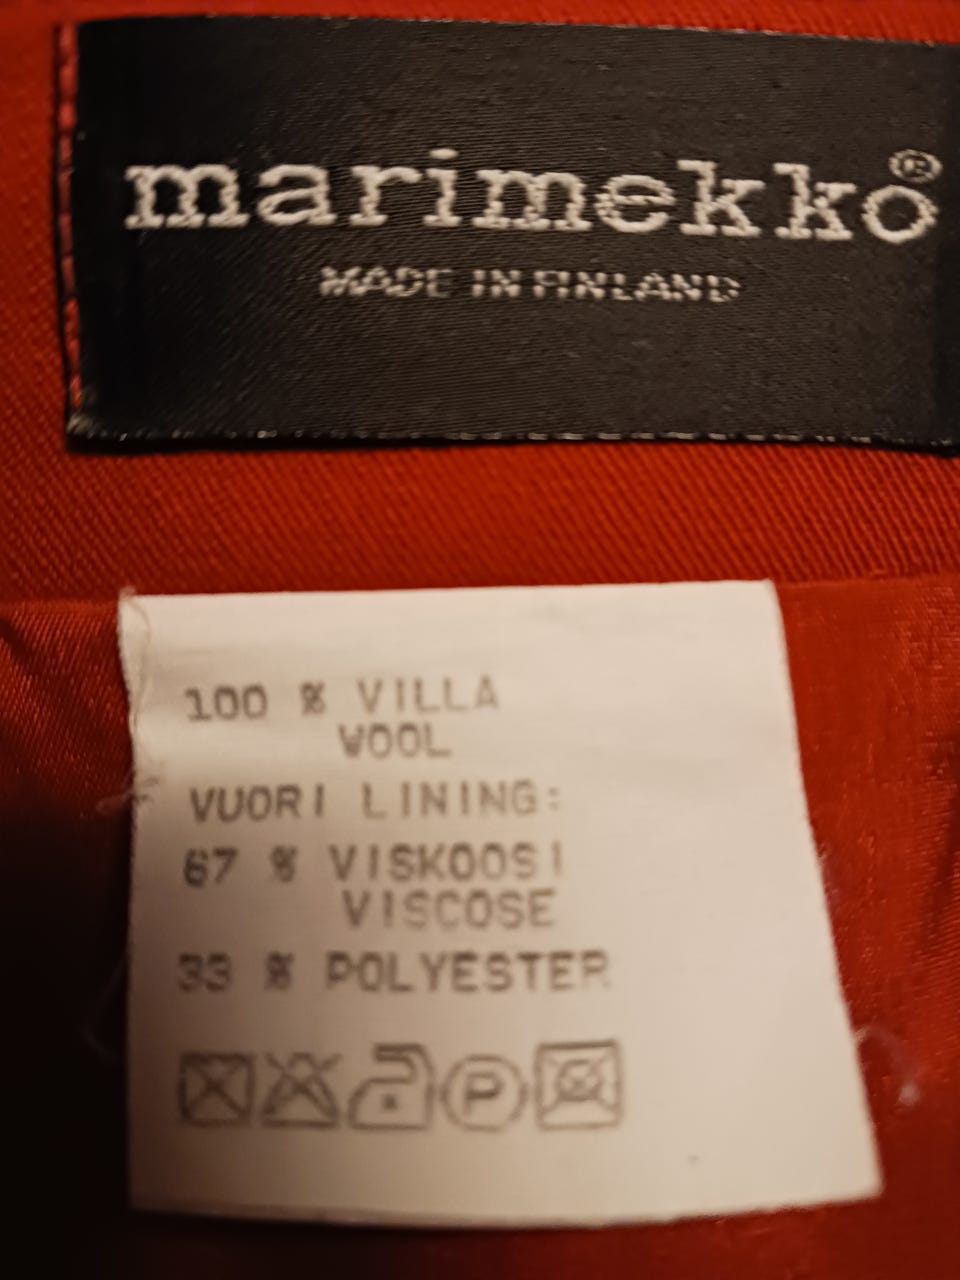 marimekko®
MADE IN FINLAND
100 % VILLA
WOOL
VUORI LINING:
67 % VISKOOSI
VISCOSE
33 % POLYESTER
P